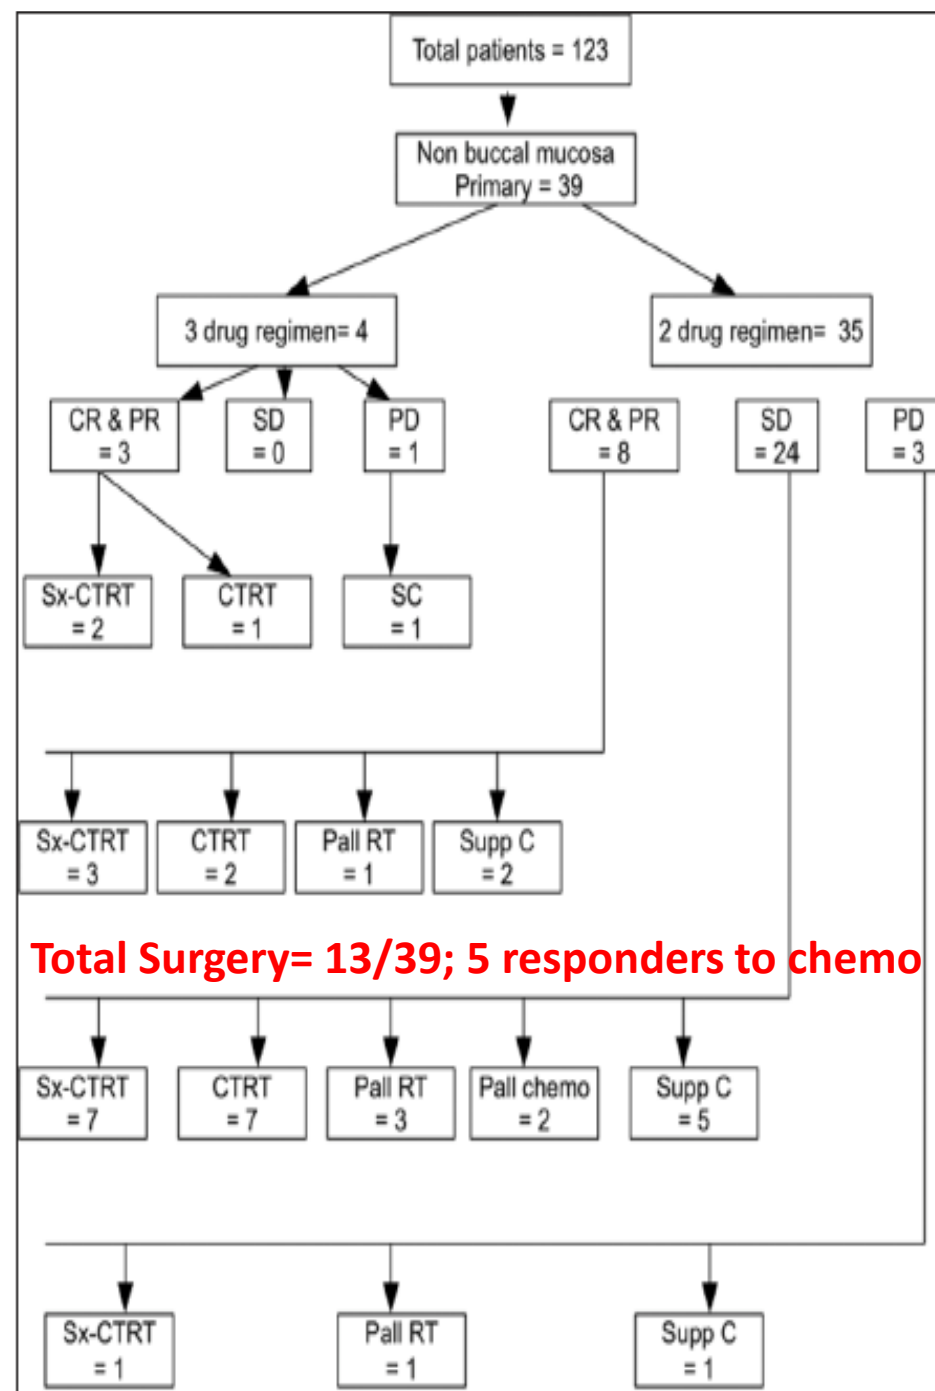 Total patients = 123
Non buccal mucosa
Primary = 39
3 drug regimen= 4
2 drug regimen= 35
CR & PR
= 3
SD
= 0
PD
= 1
CR & PR
= 8
SD
= 24
PD
= 3
Sx-CTRT
= 2
CTRT
= 1
SC
= 1
Sx-CTRT
= 3
CTRT
= 2
Pall RT
= 1
Supp C
= 2
Total Surgery= 13/39; 5 responders to chemo
Sx-CTRT
= 7
CTRT
= 7
Pall RT
= 3
Pall chemo
= 2
Supp C
= 5
Sx-CTRT
= 1
Pall RT
= 1
Supp C
= 1